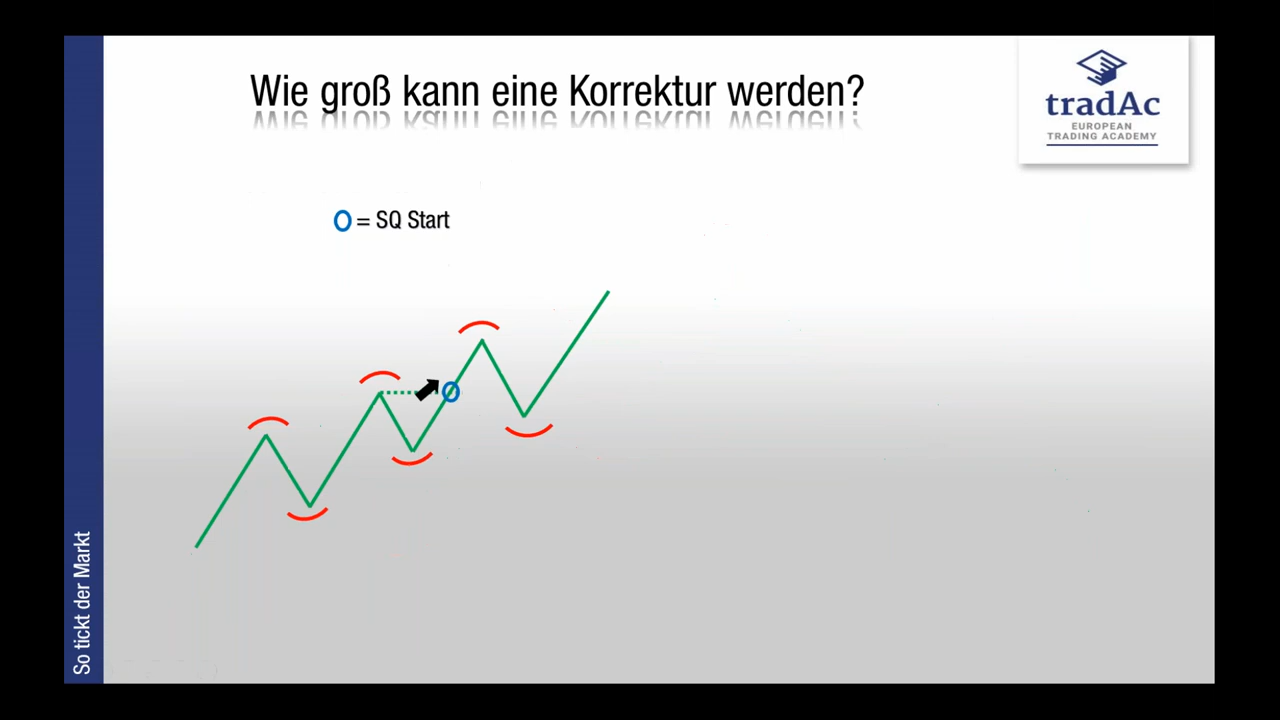 Wie groß kann eine Korrektur werden?
tradAc
EUROPEAN
TRADING ACADEMY
= SQ Start
So tickt der Markt